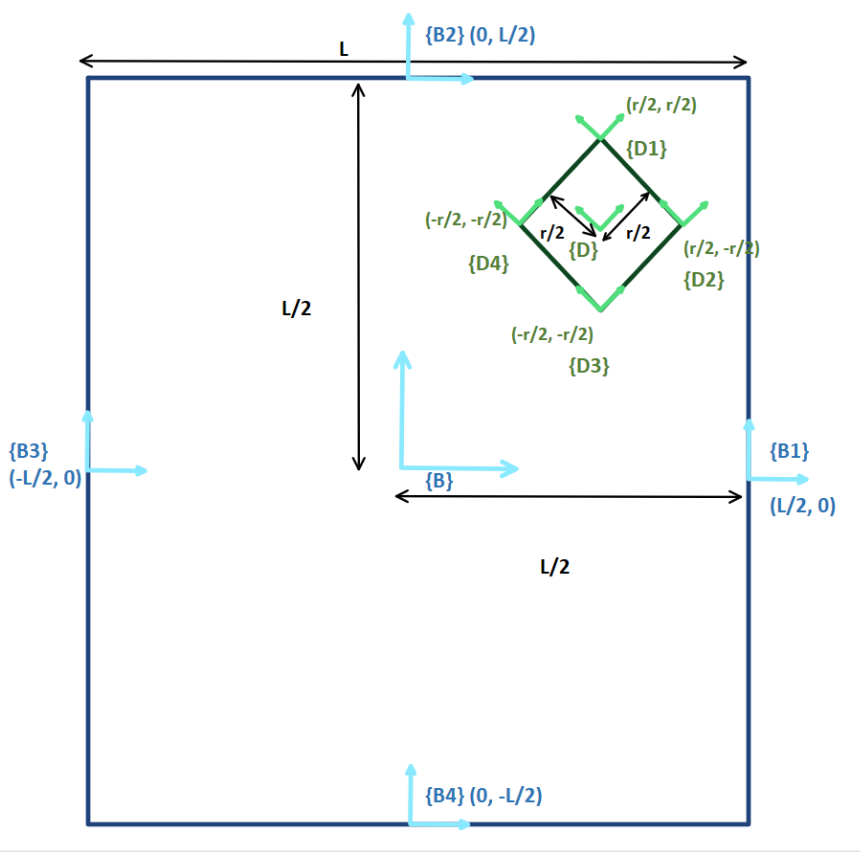 {B2} (0, L/2)
L
(r/2, r/2)
{D1}
(-r/2, -r/2)
r/2
{D}
r/2
(r/2, -r/2)
{D4}
{D2}
L/2
(-r/2, -r/2)
{D3}
{B3}
(-L/2, 0)
{B}
{B1}
(L/2, 0)
L/2
{B4} (0, -L/2)